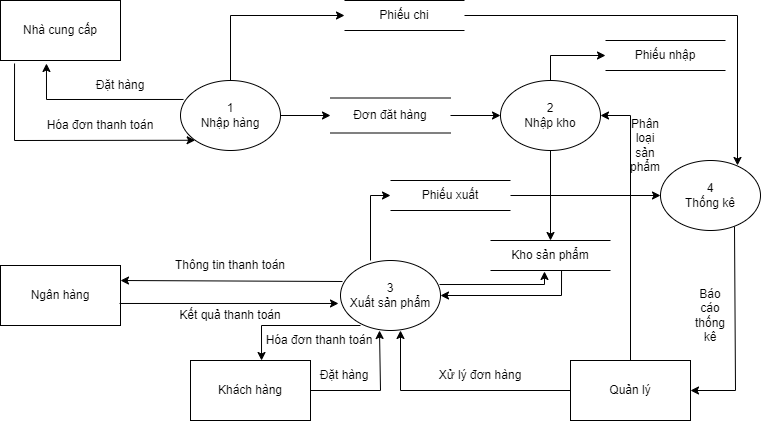 Phiếu chi
Nhà cung cấp
Phiếu nhập
Đặt hàng
1
Nhập hàng
Đơn đặt hàng
2
Nhập kho
Hóa đơn thanh toán
Phân
loại
sản
phẩm
4
Thống kê
Phiếu xuất
Kho sản phẩm
Thông tin thanh toán
Ngân hàng
3
Xuất sản phẩm
Kết quả thanh toán
Báo
cáo
thống
kê
Hóa đơn thanh toán
Khách hàng
Đặt hàng
Xử lý đơn hàng
Quản lý